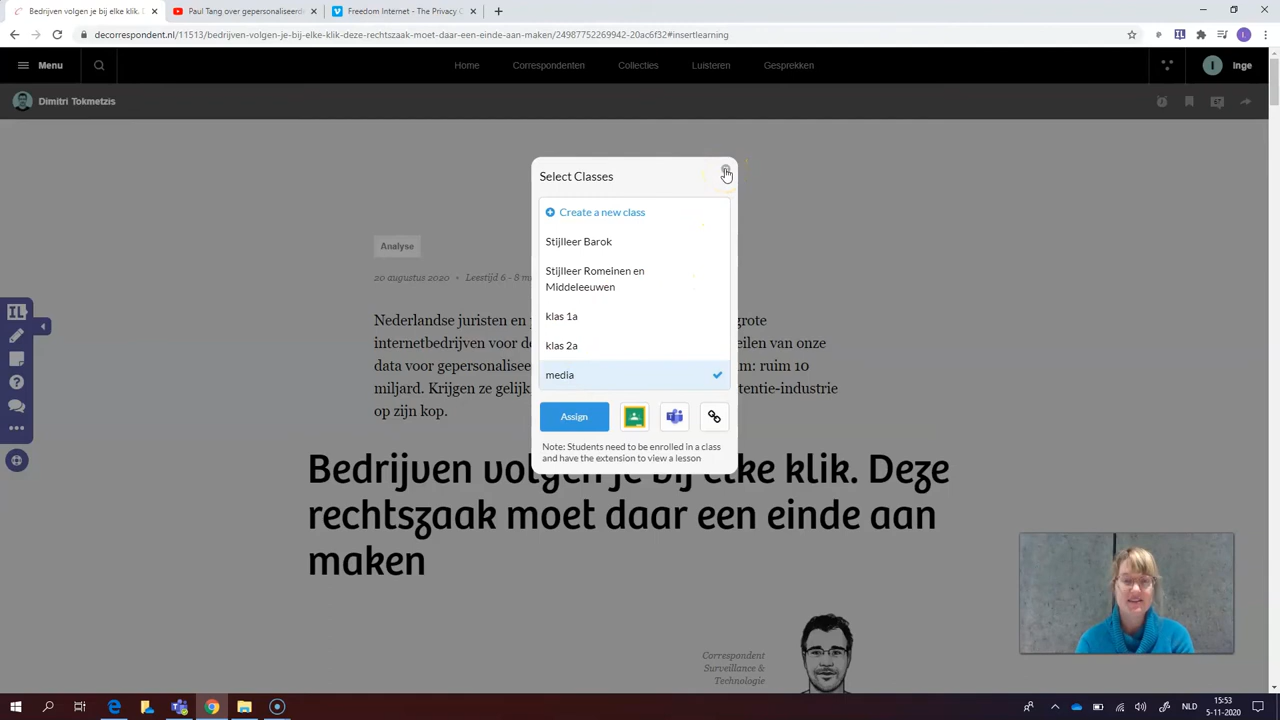 Bedrijven volgen je bij elke klik. D
Paul Tang over gepersonaliseerde
Freedom Internet - The Privacy C
decorrespondent.nl/11513/bedrijven-volgen-je-bij-elke-klik-deze-rechtszaak-moet-daar-een-einde-aan-maken/24987752269942-20ac6f32#insertlearning
Menu
Home
Correspondenten
Collecties
Luisteren
Gesprekken
Inge
Dimitri Tokmetzis
Select Classes
Create a new class
Stijlleer Barok
Stijlleer Romeinen en
Middeleeuwen
klas 1a
klas 2a
media
Assign
Note: Students need to be enrolled in a class
and have the extension to view a lesson
Analyse
20 augustus 2020 • Leestijd 6 - 8 m
Nederlandse juristen en grote
internetbedrijven voor de eilen van onze
data voor gepersonalisee m: ruim 10
miljard. Krijgen ze gelijk tentie-industrie
op zijn kop.
Bedrijven volgen je bij elke klik. Deze
rechtszaak moet daar een einde aan
maken
Correspondent
Surveillance &
Technologie
IL
NLD
15:53
5-11-2020